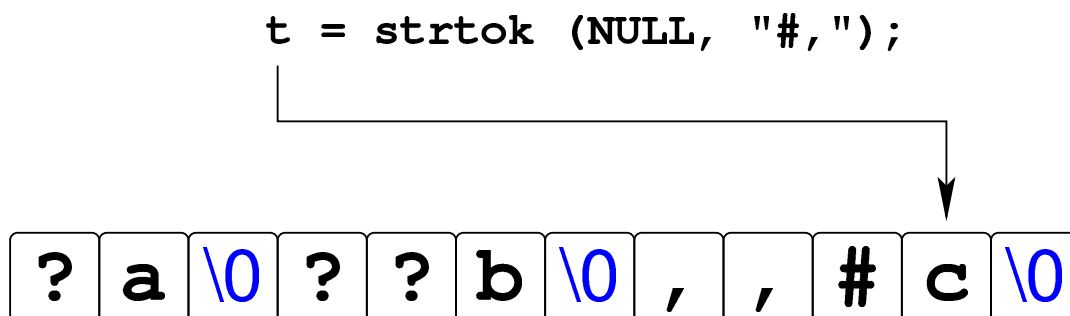 t = strtok (NULL, "#,");
? a \0 ? ? b \0 , , # c \0